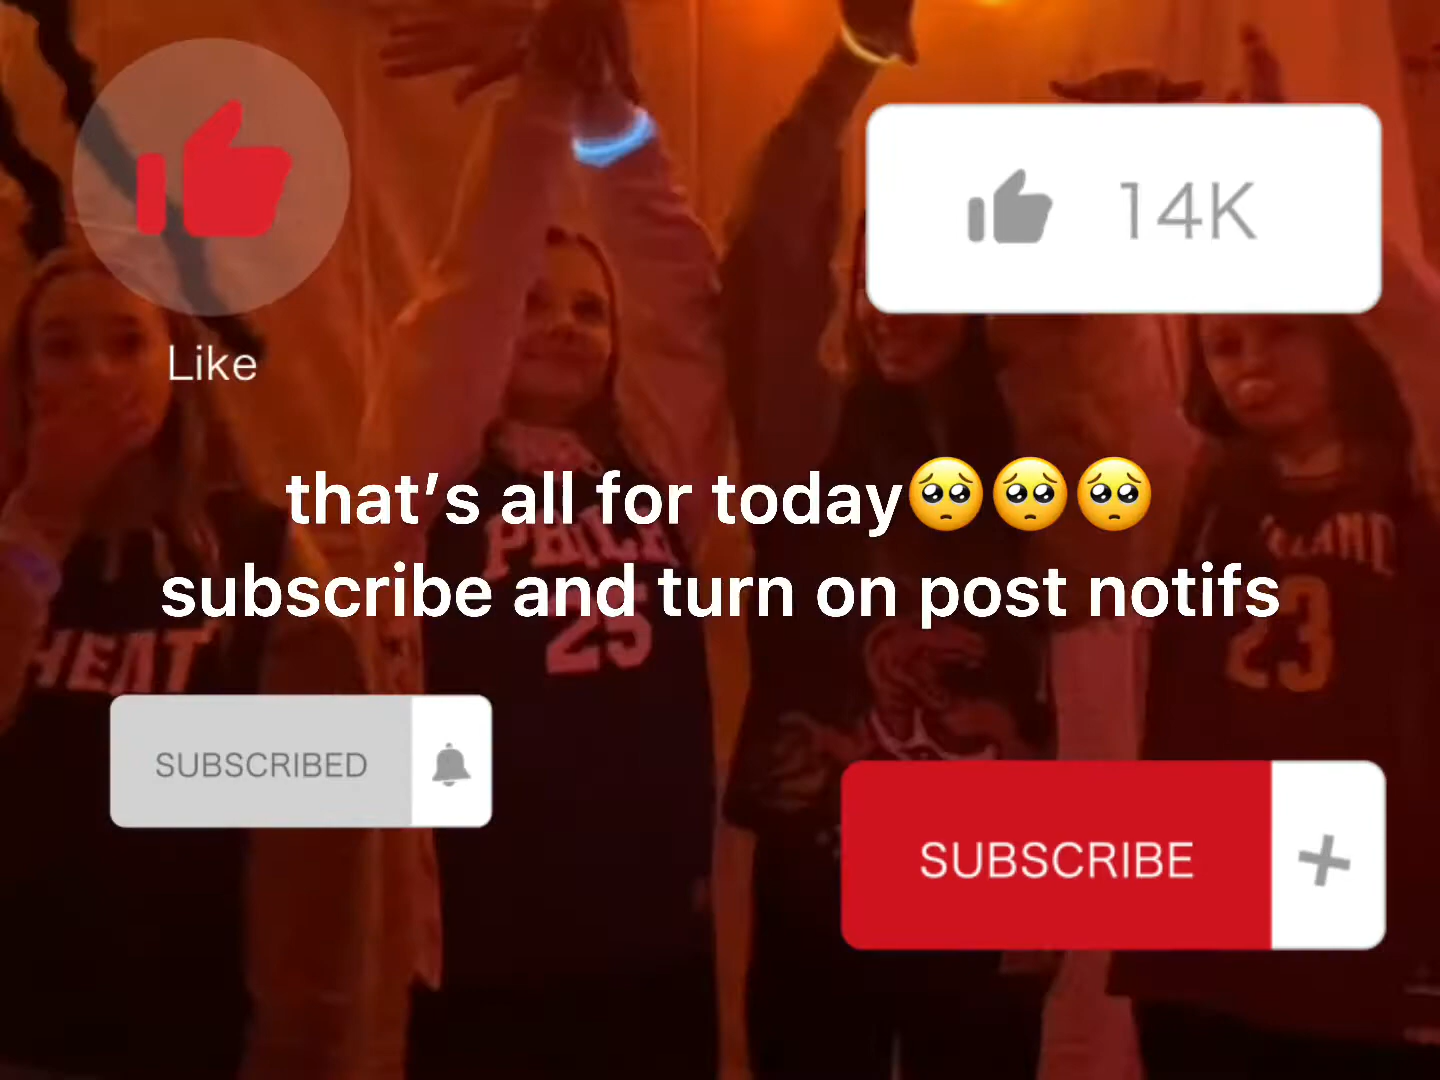 14K
Like
that's all for today🥺🥺🥺
subscribe and turn on post notifs
PHILA
25
HEAT
23
SUBSCRIBED
SUBSCRIBE